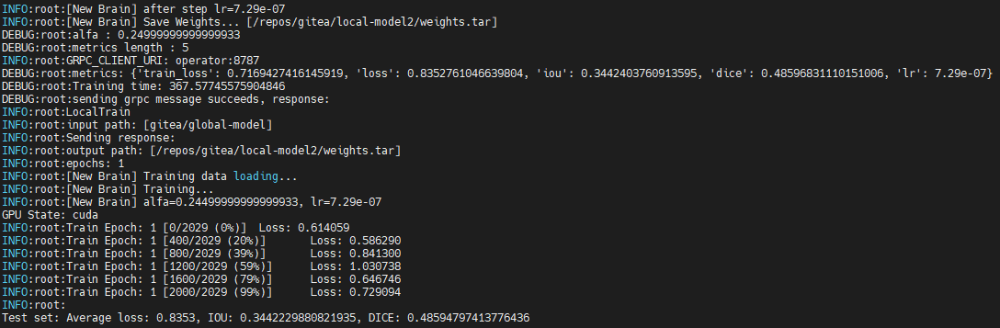 INFO:root:[New Brain] after step lr=7.29e-07
INFO:root:[New Brain] Save Weights... [/repos/gitea/local-model2/weights.tar]
DEBUG:root:alfa : 0.24999999999999933
DEBUG:root:metrics length : 5
INFO:root:GRPC_CLIENT_URI: operator:8787
DEBUG:root:metrics: {'train_loss': 0.7169427416145919, 'loss': 0.8352761046639804, 'iou': 0.3442403760913595, 'dice': 0.48596831110151006, 'lr': 7.29e-07}
DEBUG:root:Training time: 367.57745575904846
DEBUG:root:sending grpc message succeeds, response:
INFO:root:LocalTrain
INFO:root:input path: [gitea/global-model]
INFO:root:Sending response:
INFO:root:output path: [/repos/gitea/local-model2/weights.tar]
INFO:root:epochs: 1
INFO:root:[New Brain] Training data loading...
INFO:root:[New Brain] Training...
INFO:root:[New Brain] alfa=0.24499999999999933, lr=7.29e-07
GPU State: cuda
INFO:root:Train Epoch: 1 [0/2029 (0%)]  Loss: 0.614059
INFO:root:Train Epoch: 1 [400/2029 (20%)]       Loss: 0.586290
INFO:root:Train Epoch: 1 [800/2029 (39%)]       Loss: 0.841300
INFO:root:Train Epoch: 1 [1200/2029 (59%)]      Loss: 1.030738
INFO:root:Train Epoch: 1 [1600/2029 (79%)]      Loss: 0.646746
INFO:root:Train Epoch: 1 [2000/2029 (99%)]      Loss: 0.729094
INFO:root:
Test set: Average loss: 0.8353, IOU: 0.3442229880821935, DICE: 0.48594797413776436